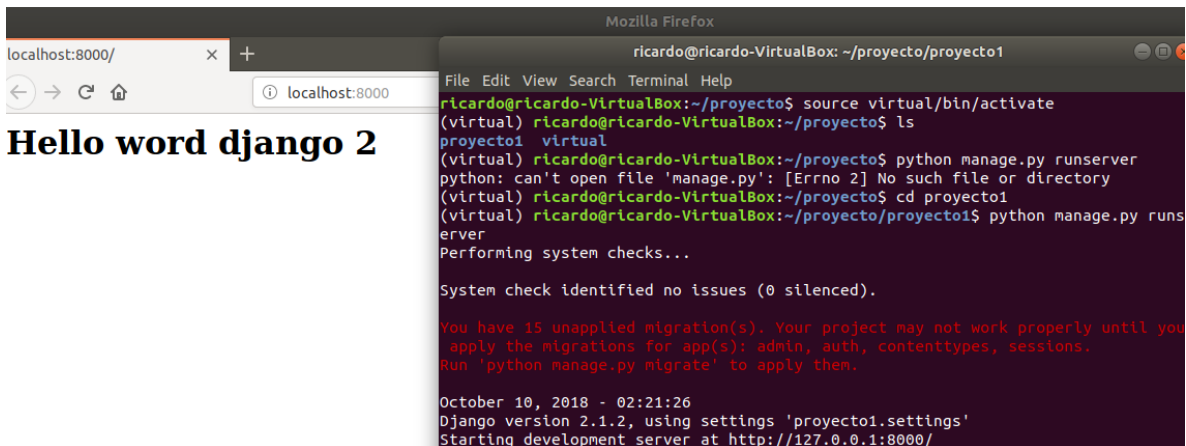 Mozilla Firefox
localhost:8000/
localhost:8000
Hello word django 2
ricardo@ricardo-VirtualBox: ~/proyecto/proyecto1
File Edit View Search Terminal Help
ricardo@ricardo-VirtualBox:~/proyecto$ source virtual/bin/activate
(virtual) ricardo@ricardo-VirtualBox:~/proyecto$ ls
proyecto1 virtual
(virtual) ricardo@ricardo-VirtualBox:~/proyecto$ python manage.py runserver
python: can't open file 'manage.py': [Errno 2] No such file or directory
(virtual) ricardo@ricardo-VirtualBox:~/proyecto$ cd proyecto1
(virtual) ricardo@ricardo-VirtualBox:~/proyecto/proyecto1$ python manage.py runs
erver
Performing system checks...
System check identified no issues (0 silenced).
You have 15 unapplied migration(s). Your project may not work properly until you
apply the migrations for app(s): admin, auth, contenttypes, sessions.
Run 'python manage.py migrate' to apply them.
October 10, 2018 - 02:21:26
Django version 2.1.2, using settings 'proyecto1.settings'
Starting development server at http://127.0.0.1:8000/